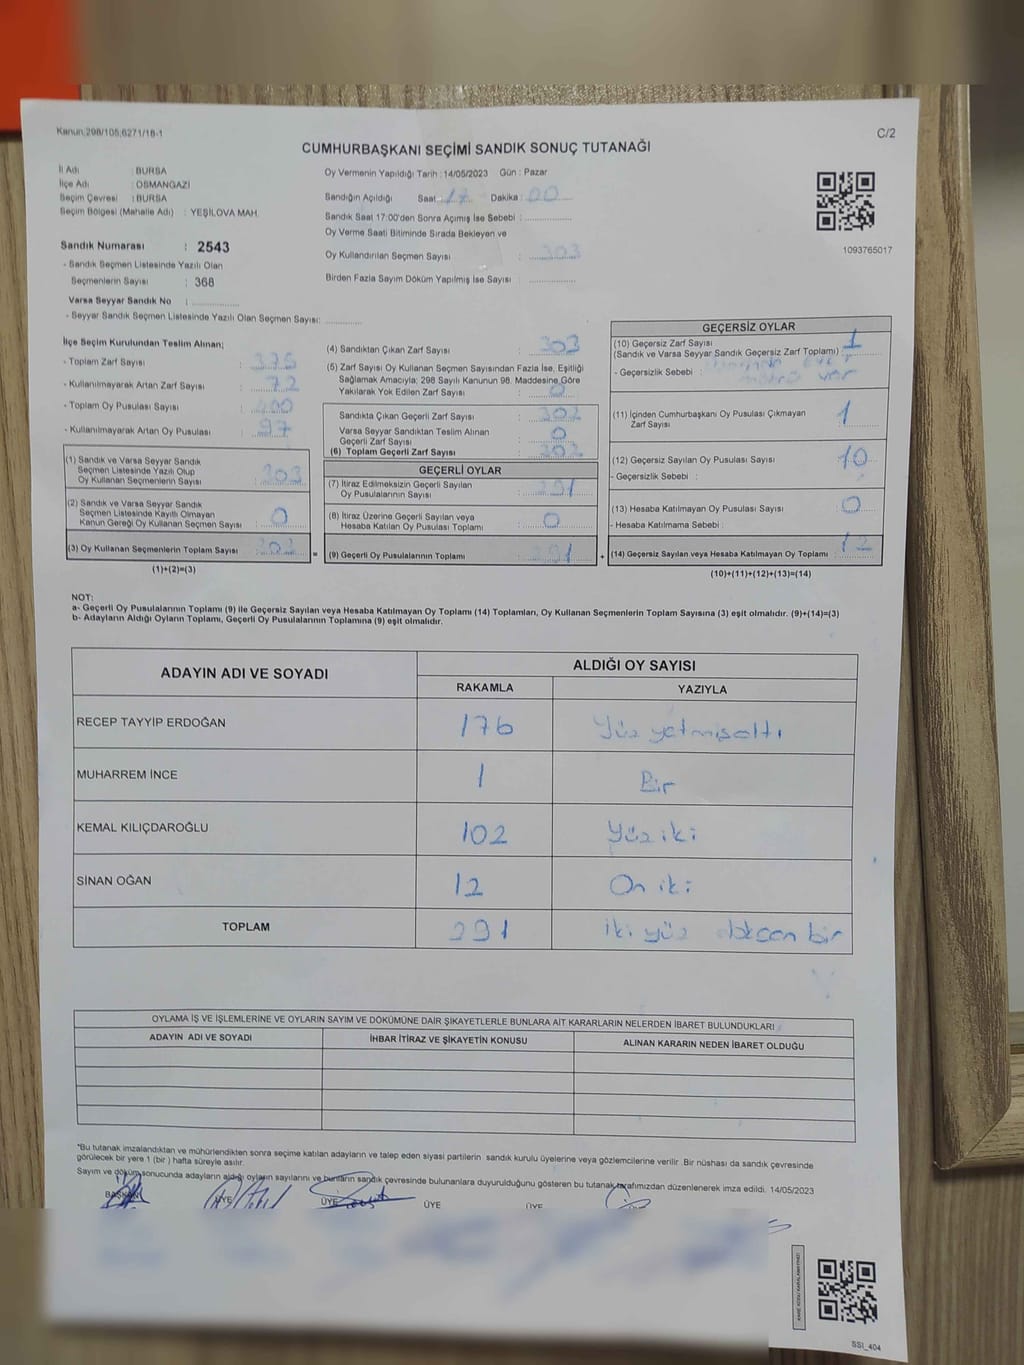 Kanun,298/105,6271/18-1
C/2
CUMHURBAŞKANI SEÇİMİ SANDIK SONUÇ TUTANAĞI
İl Adı : BURSA
İlçe Adı : OSMANGAZİ
Seçim Çevresi : BURSA
Seçim Bölgesi (Mahalle Adı) : YEŞİLOVA MAH.
Sandık Numarası : 2543
- Sandık Seçmen Listesinde Yazılı Olan
Seçmenlerin Sayısı : 368
Varsa Seyyar Sandık No :
- Seyyar Sandık Seçmen Listesinde Yazılı Olan Seçmen Sayısı:
Oy Vermenin Yapıldığı Tarih : 14/05/2023 Gün : Pazar
Sandığın Açıldığı Saat : 17 Dakika : 00
Sandık Saat 17:00'den Sonra Açımış İse Sebebi :
Oy Verme Saati Bitiminde Sırada Bekleyen ve
Oy Kullandırılan Seçmen Sayısı : 303
Birden Fazla Sayım Döküm Yapılmış İse Sayısı :
1093765017
İlçe Seçim Kurulundan Teslim Alınan;
- Toplam Zarf Sayısı : 375
- Kullanılmayarak Artan Zarf Sayısı : 72
- Toplam Oy Pusulası Sayısı : 400
- Kullanılmayarak Artan Oy Pusulası : 97
(1) Sandık ve Varsa Seyyar Sandık
Seçmen Listesinde Yazılı Olup
Oy Kullanan Seçmenlerin Sayısı : 303
(2) Sandık ve Varsa Seyyar Sandık
Seçmen Listesinde Kayıtlı Olmayan
Kanun Gereği Oy Kullanan Seçmen Sayısı : 0
(3) Oy Kullanan Seçmenlerin Toplam Sayısı =
(1)+(2)=(3)
(4) Sandıktan Çıkan Zarf Sayısı : 303
(5) Zarf Sayısı Oy Kullanan Seçmen Sayısından Fazla İse, Eşitliği
Sağlamak Amacıyla; 298 Sayılı Kanunun 98. Maddesine Göre
Yakılarak Yok Edilen Zarf Sayısı : 0
Sandıkta Çıkan Geçerli Zarf Sayısı : 302
Varsa Seyyar Sandıktan Teslim Alınan
Geçerli Zarf Sayısı : 0
(6) Toplam Geçerli Zarf Sayısı : 302
GEÇERLİ OYLAR
(7) İtiraz Edilmeksizin Geçerli Sayılan
Oy Pusulalarının Sayısı : 291
(8) İtiraz Üzerine Geçerli Sayılan veya
Hesaba Katılan Oy Pusulası Toplamı : 0
(9) Geçerli Oy Pusulalarının Toplamı : 291 +
GEÇERSİZ OYLAR
(10) Geçersiz Zarf Sayısı : 1
(Sandık ve Varsa Seyyar Sandık Geçersiz Zarf Toplamı)
- Geçersizlik Sebebi : mührü var
(11) İçinden Cumhurbaşkanı Oy Pusulası Çıkmayan
Zarf Sayısı : 1
(12) Geçersiz Sayılan Oy Pusulası Sayısı : 10
- Geçersizlik Sebebi :
(13) Hesaba Katılmayan Oy Pusulası Sayısı : 0
- Hesaba Katılmama Sebebi :
(14) Geçersiz Sayılan veya Hesaba Katılmayan Oy Toplamı : 12
(10)+(11)+(12)+(13)=(14)
NOT:
a- Geçerli Oy Pusulalarının Toplamı (9) ile Geçersiz Sayılan veya Hesaba Katılmayan Oy Toplamı (14) Toplamları, Oy Kullanan Seçmenlerin Toplam Sayısına (3) eşit olmalıdır. (9)+(14)=(3)
b- Adayların Aldığı Oyların Toplamı, Geçerli Oy Pusulalarının Toplamına (9) eşit olmalıdır.
ADAYIN ADI VE SOYADI ALDIĞI OY SAYISI
RAKAMLA YAZIYLA
RECEP TAYYİP ERDOĞAN 176 Yüz yetmişaltı
MUHARREM İNCE 1 Bir
KEMAL KILIÇDAROĞLU 102 Yüz iki
SİNAN OĞAN 12 On iki
TOPLAM 291 iki yüz doksan bir
OYLAMA İŞ VE İŞLEMLERİNE VE OYLARIN SAYIM VE DÖKÜMÜNE DAİR ŞİKAYETLERLE BUNLARA AİT KARARLARIN NELERDEN İBARET BULUNDUKLARI
ADAYIN ADI VE SOYADI İHBAR İTİRAZ VE ŞİKAYETİN KONUSU ALINAN KARARIN NEDEN İBARET OLDUĞU
*Bu tutanak imzalandıktan ve mühürlendikten sonra seçime katılan adayların ve talep eden siyasi partilerin sandık kurulu üyelerine veya gözlemcilerine verilir. Bir nüshası da sandık çevresinde
görülecek bir yere 1 (bir ) hafta süreyle asılır.
Sayım ve döküm sonucunda adayların aldığı oyların sayılarını ve bunların sandık çevresinde bulunanlara duyurulduğunu gösteren bu tutanak tarafımızdan düzenlenerek imza edildi. 14/05/2023
BAŞKAN ÜYE ÜYE ÜYE ÜYE
SSI_404